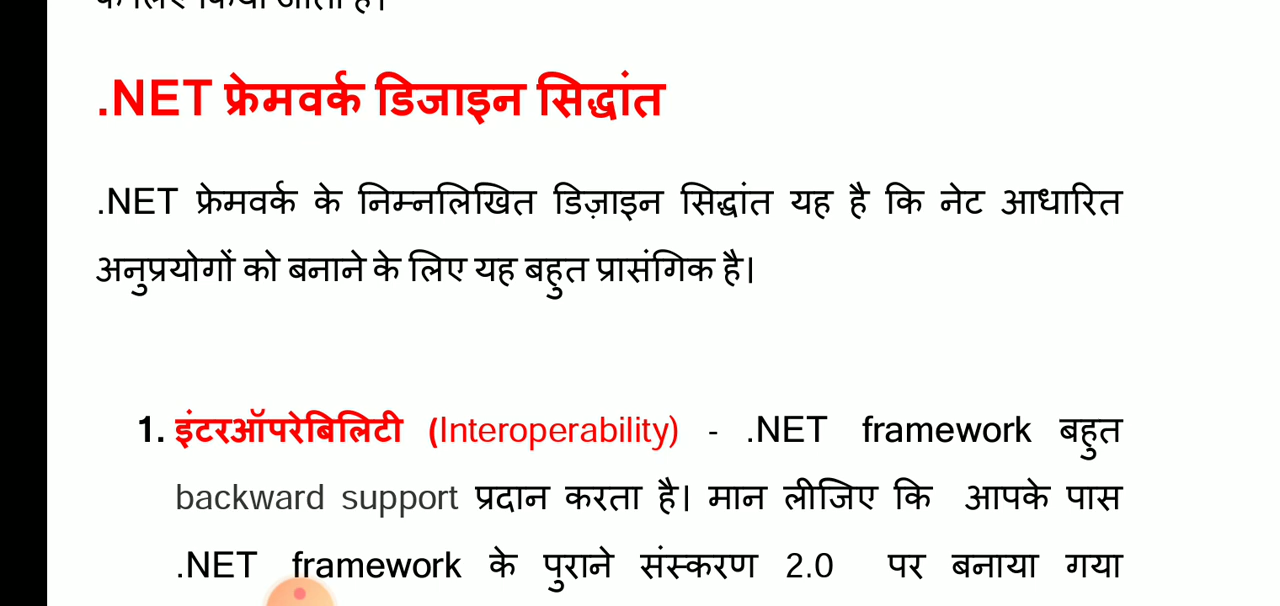 .NET फ्रेमवर्क डिजाइन सिद्धांत
.NET फ्रेमवर्क के निम्नलिखित डिज़ाइन सिद्धांत यह है कि नेट आधारित
अनुप्रयोगों को बनाने के लिए यह बहुत प्रासंगिक है।
1. इंटरऑपरेबिलिटी (Interoperability) - .NET framework बहुत
backward support प्रदान करता है। मान लीजिए कि आपके पास
.NET framework के पुराने संस्करण 2.0 पर बनाया गया